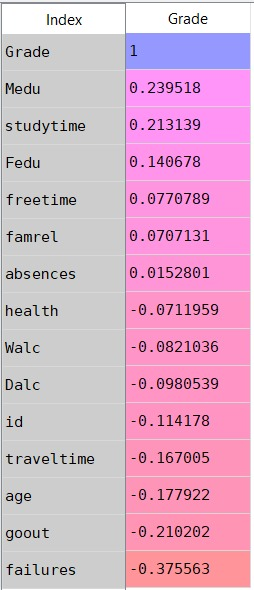 Index Grade
Grade 1
Medu 0.239518
studytime 0.213139
Fedu 0.140678
freetime 0.0770789
famrel 0.0707131
absences 0.0152801
health -0.0711959
Walc -0.0821036
Dalc -0.0980539
id -0.114178
traveltime -0.167005
age -0.177922
goout -0.210202
failures -0.375563